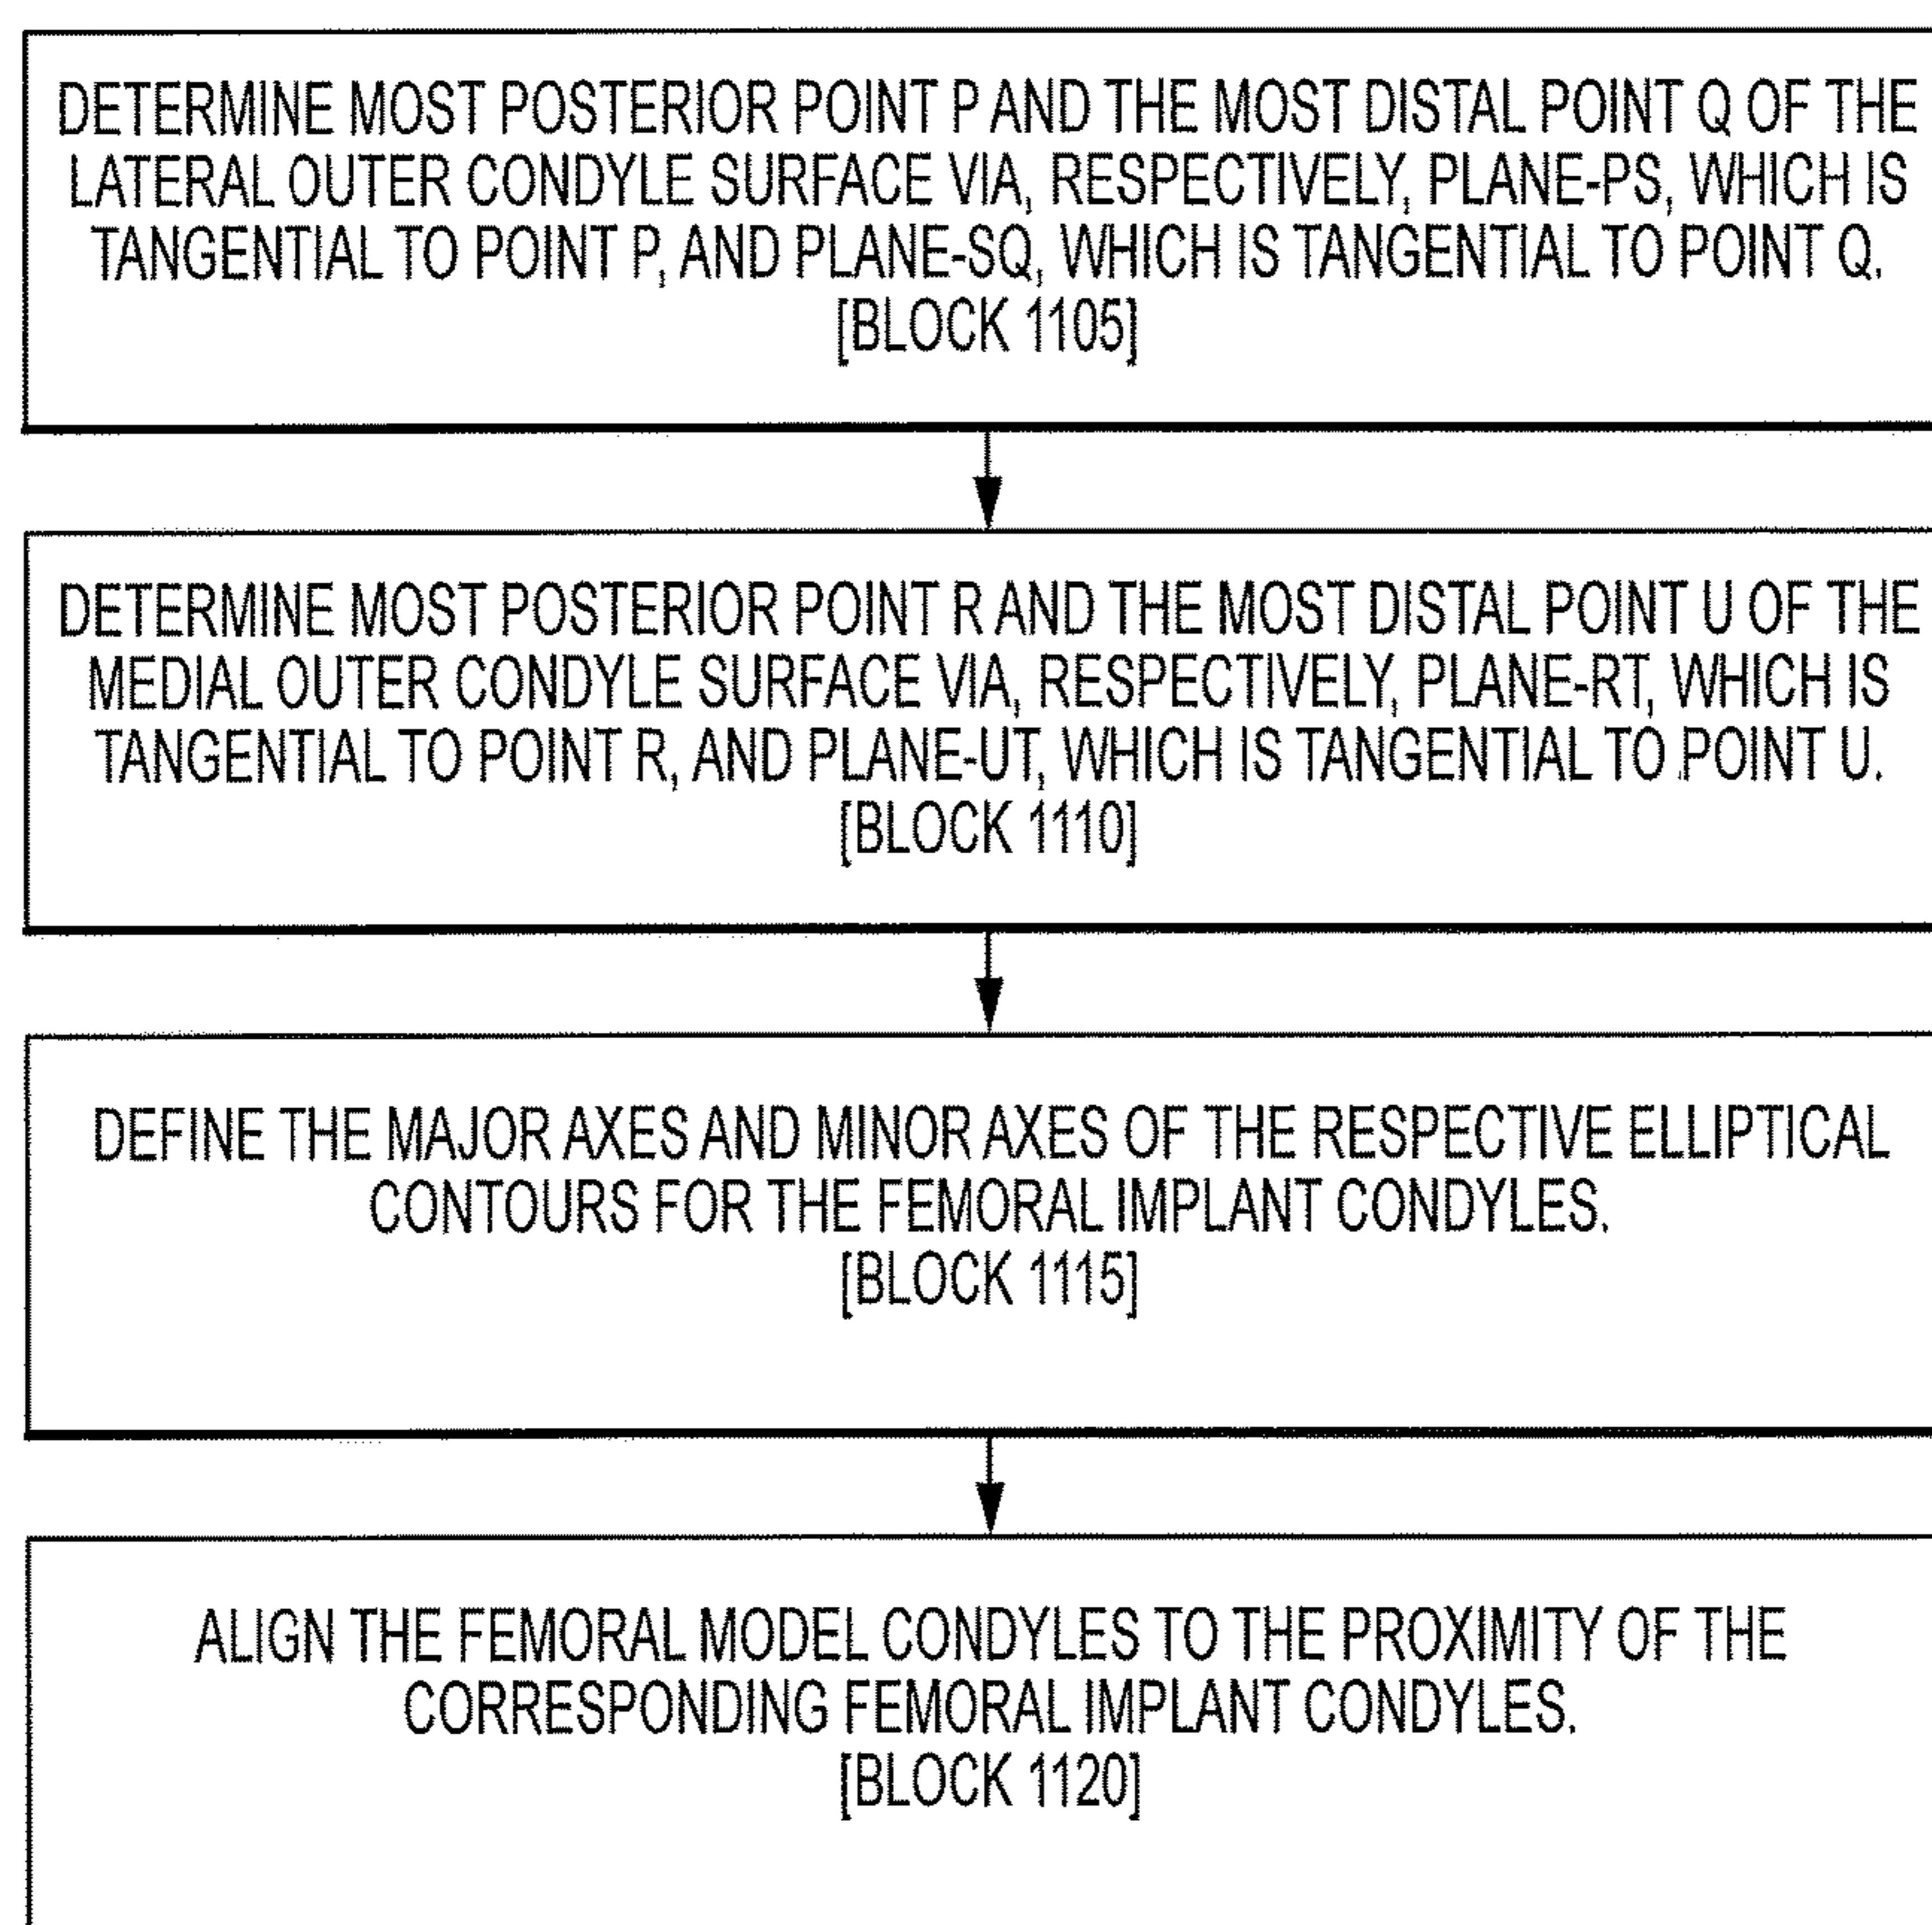 DETERMINE MOST POSTERIOR POINT P AND THE MOST DISTAL POINT Q OF THE
LATERAL OUTER CONDYLE SURFACE VIA, RESPECTIVELY, PLANE-PS, WHICH IS
TANGENTIAL TO POINT P, AND PLANE-SQ, WHICH IS TANGENTIAL TO POINT Q.
[BLOCK 1105]
DETERMINE MOST POSTERIOR POINT R AND THE MOST DISTAL POINT U OF THE
MEDIAL OUTER CONDYLE SURFACE VIA, RESPECTIVELY, PLANE-RT, WHICH IS
TANGENTIAL TO POINT R, AND PLANE-UT, WHICH IS TANGENTIAL TO POINT U.
[BLOCK 1110]
DEFINE THE MAJOR AXES AND MINOR AXES OF THE RESPECTIVE ELLIPTICAL
CONTOURS FOR THE FEMORAL IMPLANT CONDYLES.
[BLOCK 1115]
ALIGN THE FEMORAL MODEL CONDYLES TO THE PROXIMITY OF THE
CORRESPONDING FEMORAL IMPLANT CONDYLES.
[BLOCK 1120]